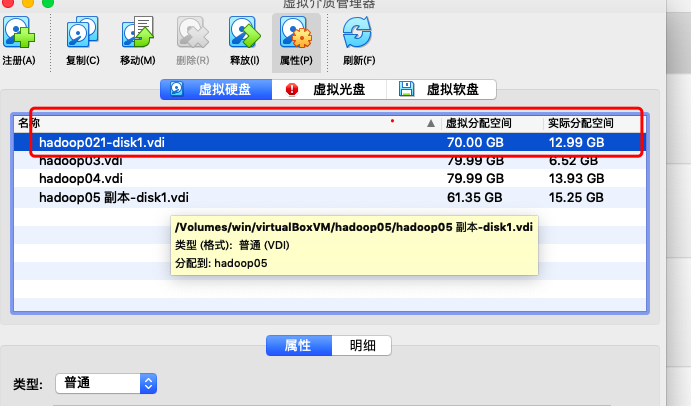 虚拟介质管理器
注册(A) 复制(C) 移动(M) 删除(R) 释放(I) 属性(P) 刷新(F)
虚拟硬盘 虚拟光盘 虚拟软盘
名称 虚拟分配空间 实际分配空间
hadoop021-disk1.vdi 70.00 GB 12.99 GB
hadoop03.vdi 79.99 GB 6.52 GB
hadoop04.vdi 79.99 GB 13.93 GB
hadoop05 副本-disk1.vdi 61.35 GB 15.25 GB
/Volumes/win/virtualBoxVM/hadoop05/hadoop05 副本-disk1.vdi
类型 (格式): 普通 (VDI)
分配到: hadoop05
属性 明细
类型: 普通